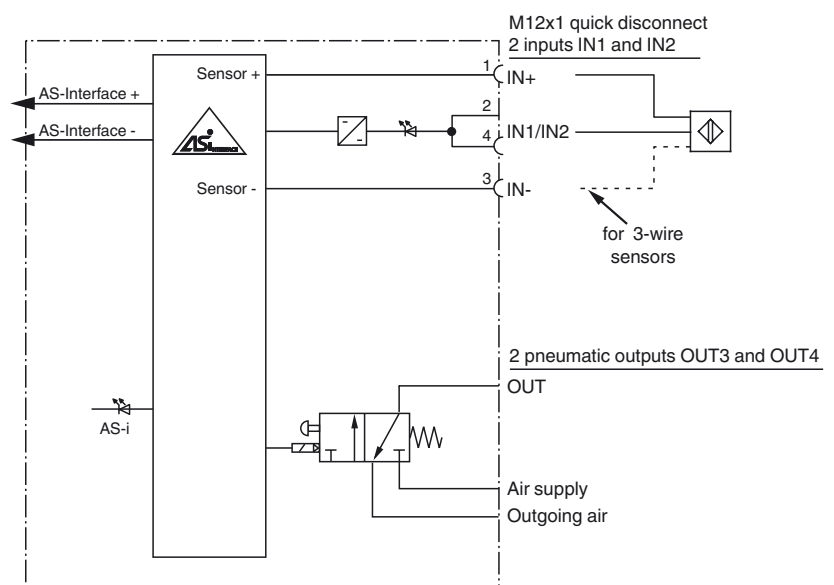 M12x1 quick disconnect
2 inputs IN1 and IN2
Sensor +
1
IN+
AS-Interface +
2
AS-Interface -
ASi
INTERFACE
IN1/IN2
4
Sensor -
3
IN-
for 3-wire
sensors
2 pneumatic outputs OUT3 and OUT4
OUT
AS-i
Air supply
Outgoing air